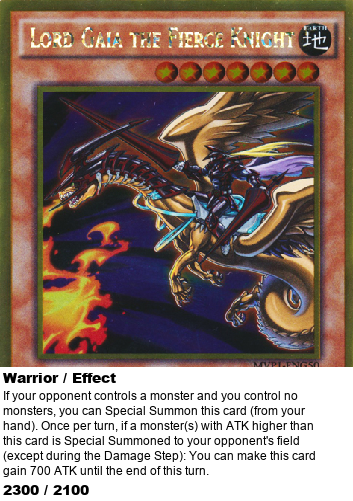 Lord Gaia the Fierce Knight
EARTH
地
MVP1-ENG50
Warrior / Effect
If your opponent controls a monster and you control no
monsters, you can Special Summon this card (from your
hand). Once per turn, if a monster(s) with ATK higher than
this card is Special Summoned to your opponent's field
(except during the Damage Step): You can make this card
gain 700 ATK until the end of this turn.
2300 / 2100